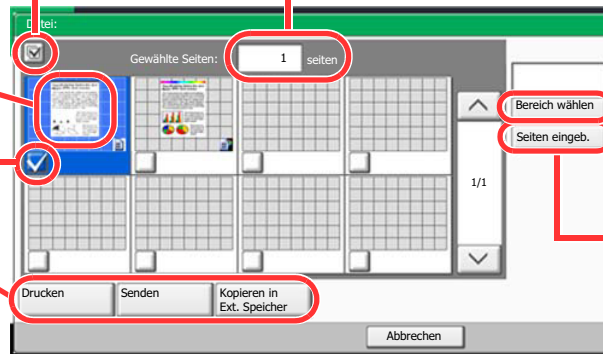 Datei:
Gewählte Seiten: 1 seiten
Bereich wählen
Seiten eingeb.
1/1
Drucken
Senden
Kopieren in
Ext. Speicher
Abbrechen